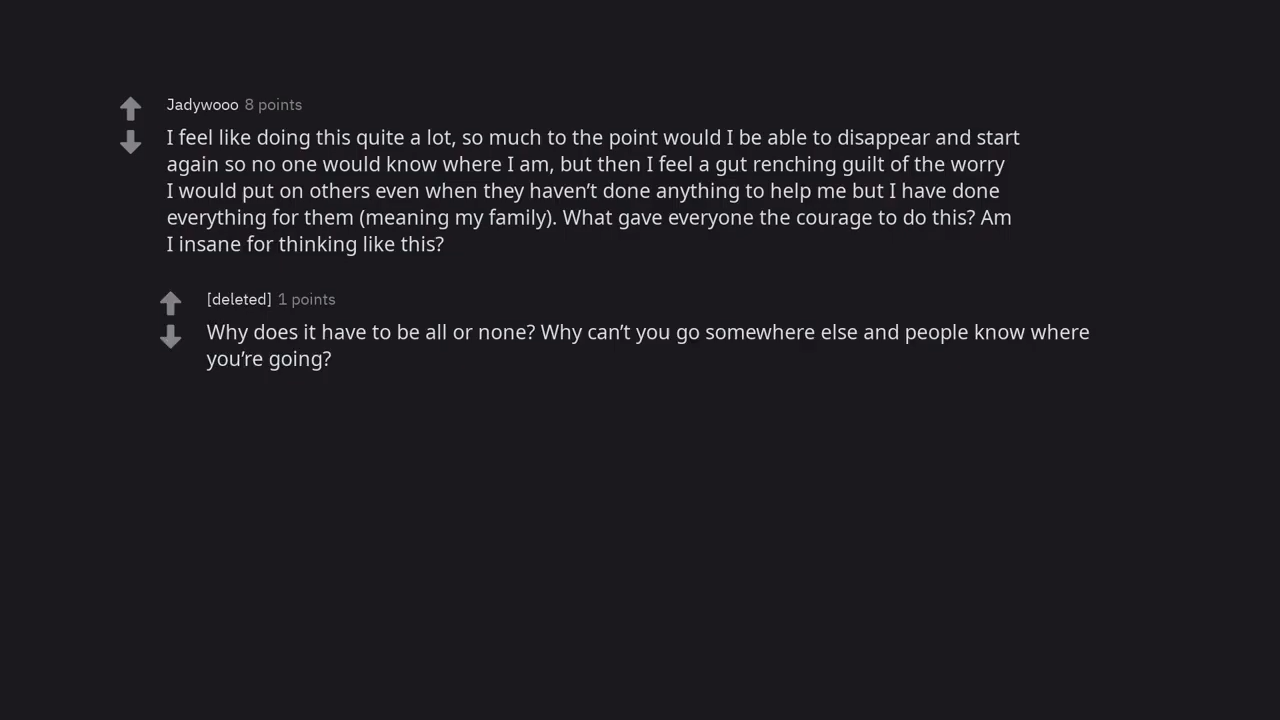 Jadywooo 8 points
I feel like doing this quite a lot, so much to the point would I be able to disappear and start
again so no one would know where I am, but then I feel a gut renching guilt of the worry
I would put on others even when they haven’t done anything to help me but I have done
everything for them (meaning my family). What gave everyone the courage to do this? Am
I insane for thinking like this?
[deleted] 1 points
Why does it have to be all or none? Why can’t you go somewhere else and people know where
you’re going?